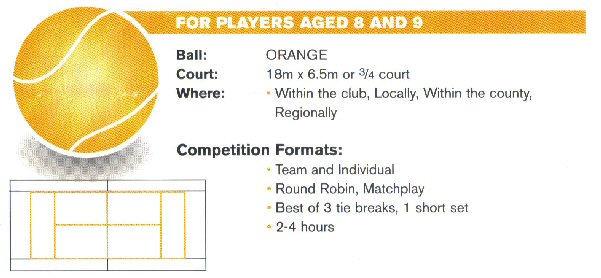 FOR PLAYERS AGED 8 AND 9
Ball: ORANGE
Court: 18m x 6.5m or 3/4 court
Where: • Within the club, Locally, Within the county,
Regionally
Competition Formats:
• Team and Individual
• Round Robin, Matchplay
• Best of 3 tie breaks, 1 short set
• 2-4 hours